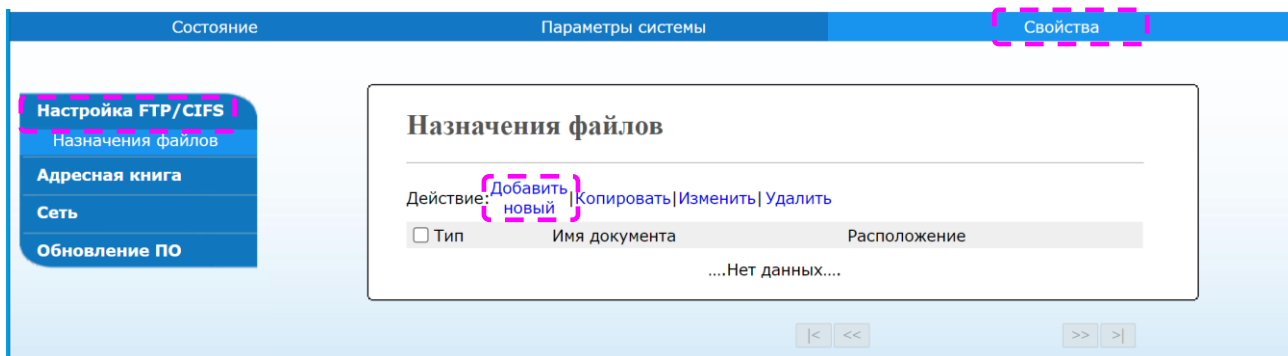 Состояние Параметры системы Свойства
Настройка FTP/CIFS
Назначения файлов
Адресная книга
Сеть
Обновление ПО
Назначения файлов
Действие: Добавить новый |Копировать|Изменить| Удалить
Тип Имя документа Расположение
....Нет данных....
|< << >> >|